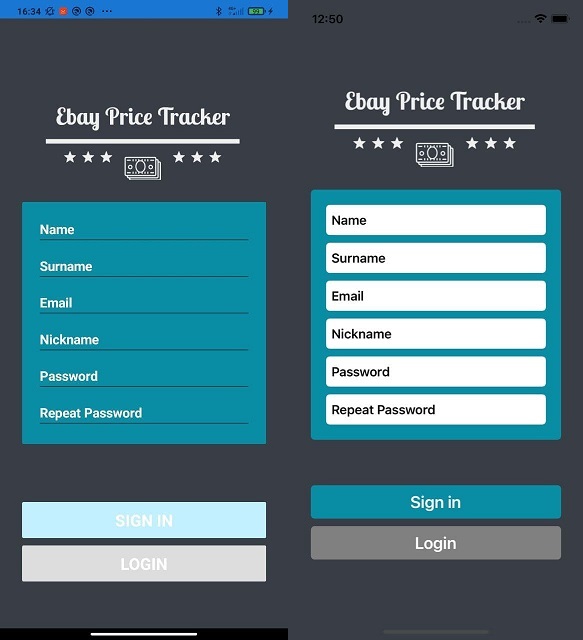 16:34
99
Ebay Price Tracker
Name
Surname
Email
Nickname
Password
Repeat Password
SIGN IN
LOGIN
12:50
Ebay Price Tracker
Name
Surname
Email
Nickname
Password
Repeat Password
Sign in
Login